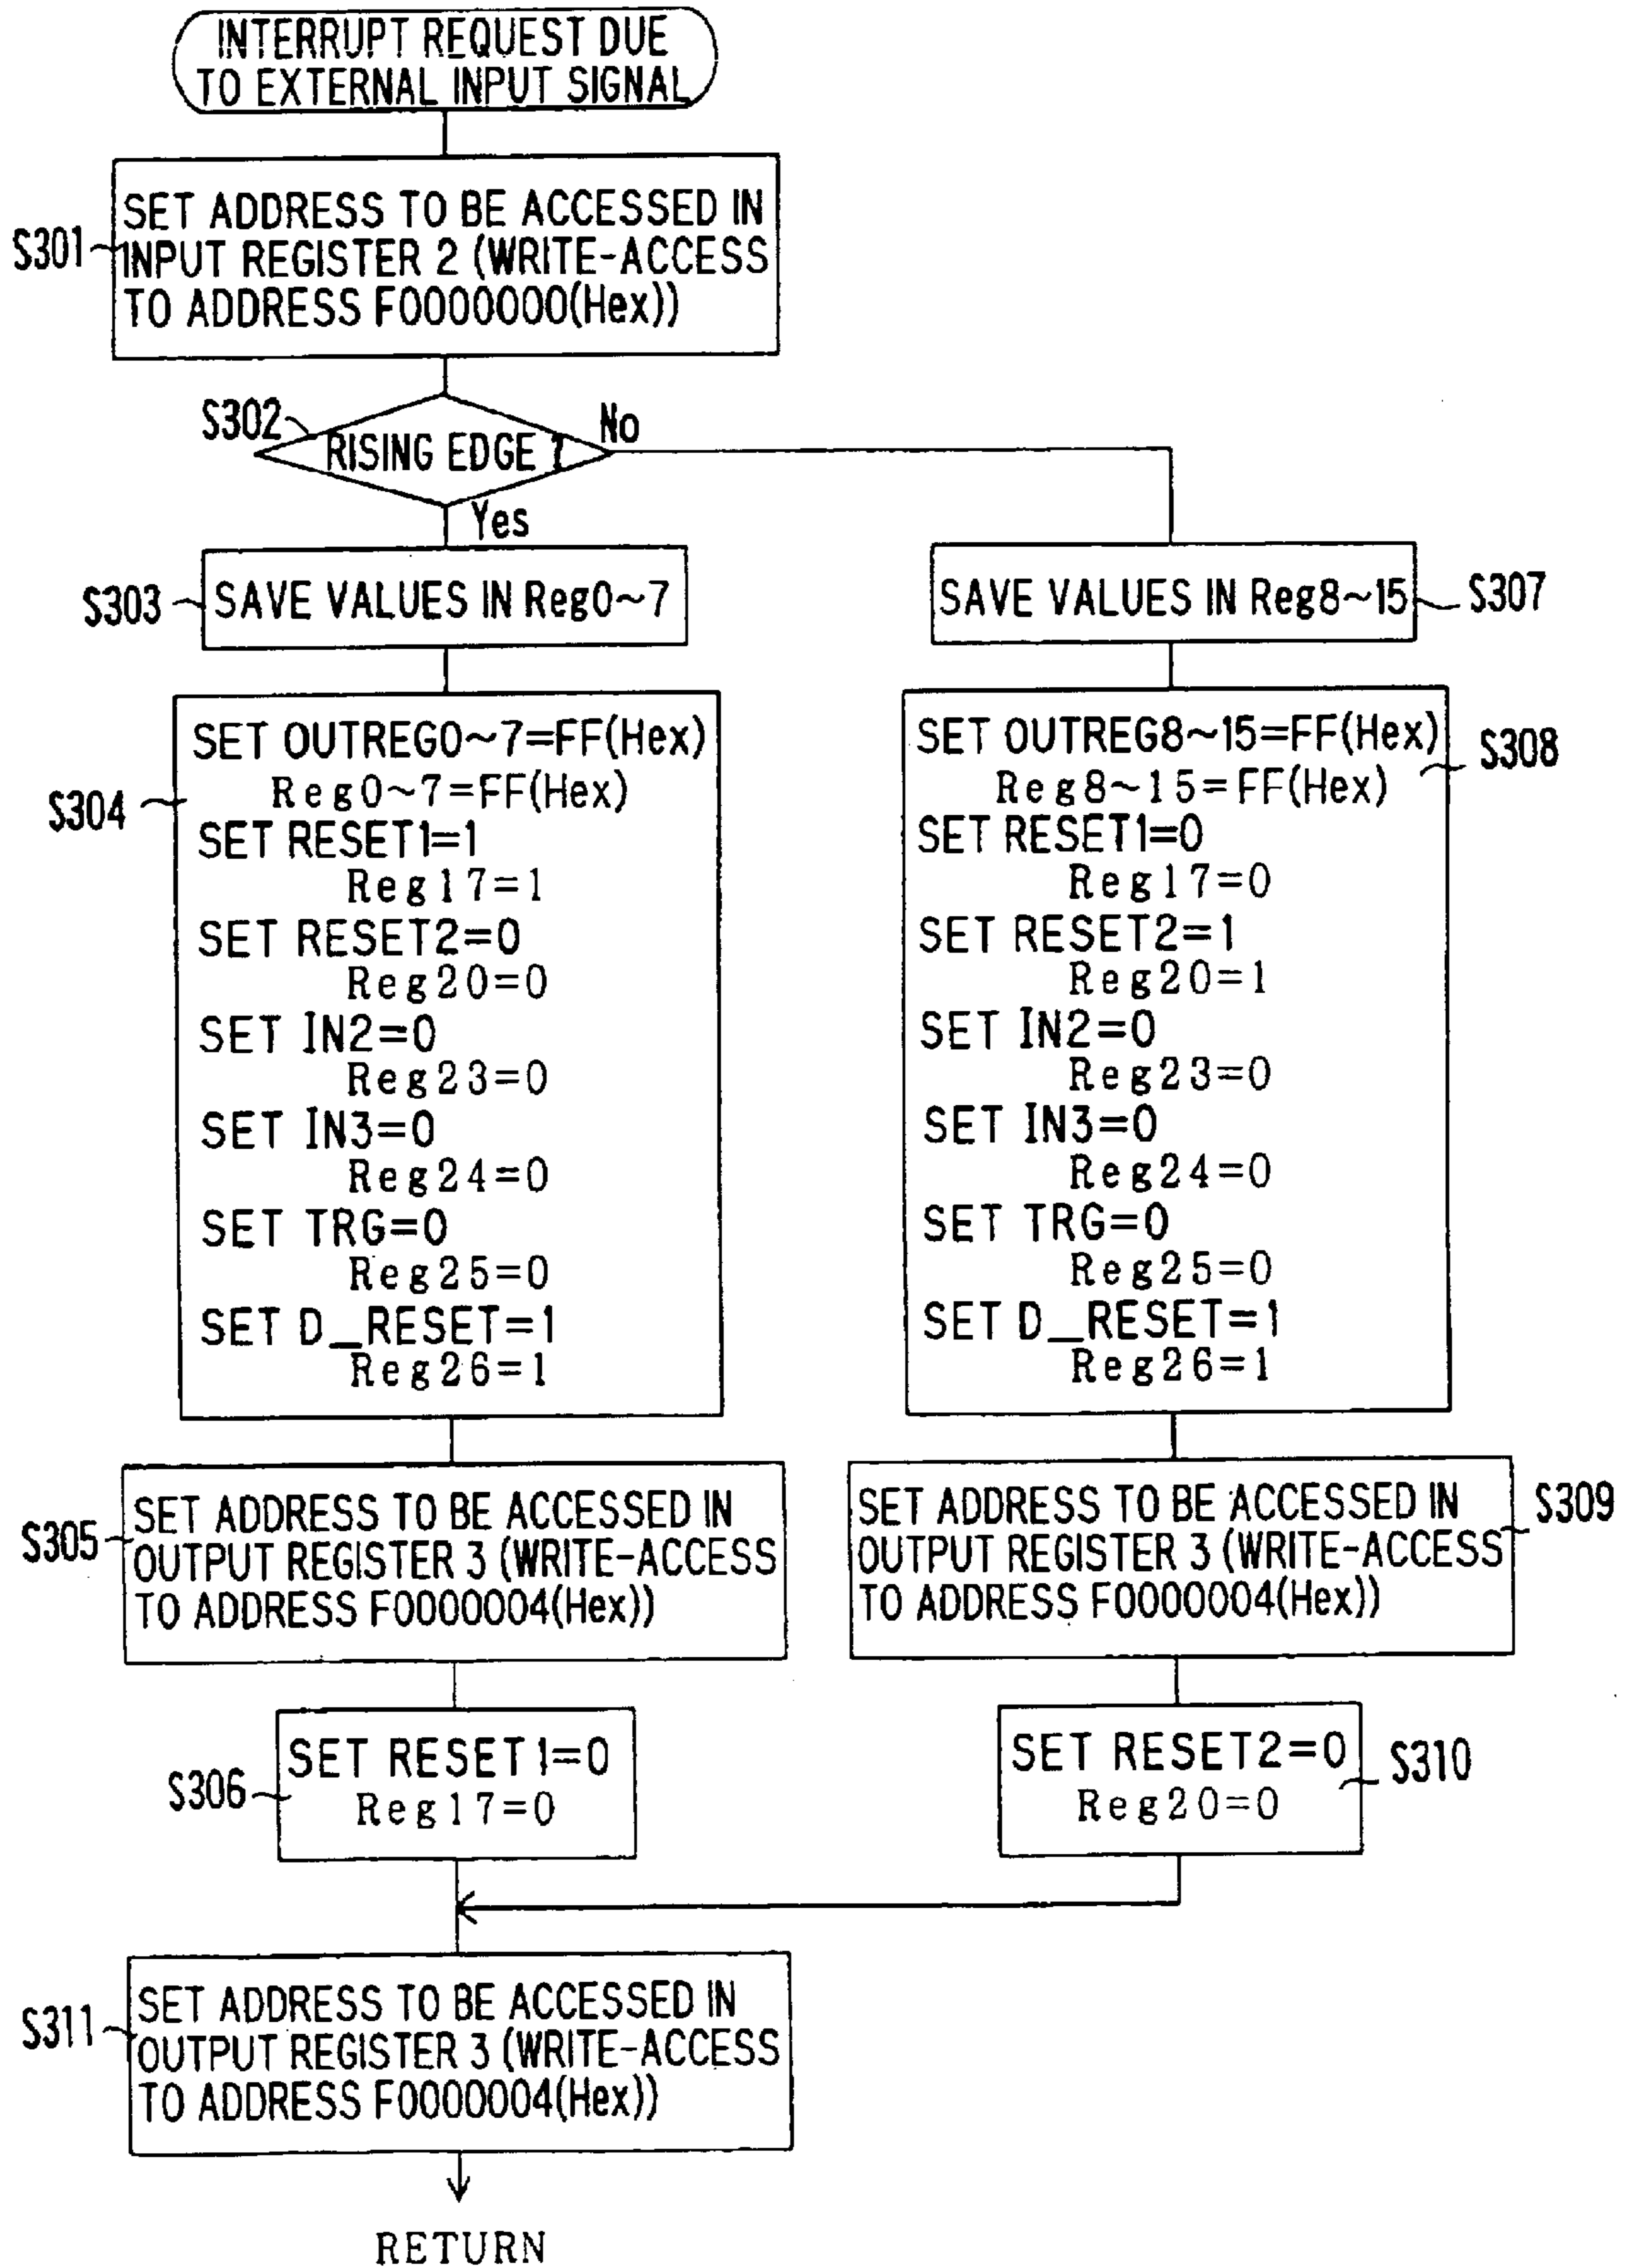 INTERRUPT REQUEST DUE
TO EXTERNAL INPUT SIGNAL
S301
SET ADDRESS TO BE ACCESSED IN
INPUT REGISTER 2 (WRITE-ACCESS
TO ADDRESS F0000000(Hex))
S302
RISING EDGE ?
No
Yes
S303
SAVE VALUES IN Reg0~7
SAVE VALUES IN Reg8~15
S307
S304
SET OUTREG0~7=FF(Hex)
Reg0~7=FF(Hex)
SET RESET1=1
Reg17=1
SET RESET2=0
Reg20=0
SET IN2=0
Reg23=0
SET IN3=0
Reg24=0
SET TRG=0
Reg25=0
SET D_RESET=1
Reg26=1
SET OUTREG8~15=FF(Hex)
Reg8~15=FF(Hex)
SET RESET1=0
Reg17=0
SET RESET2=1
Reg20=1
SET IN2=0
Reg23=0
SET IN3=0
Reg24=0
SET TRG=0
Reg25=0
SET D_RESET=1
Reg26=1
S308
S305
SET ADDRESS TO BE ACCESSED IN
OUTPUT REGISTER 3 (WRITE-ACCESS
TO ADDRESS F0000004(Hex))
SET ADDRESS TO BE ACCESSED IN
OUTPUT REGISTER 3 (WRITE-ACCESS
TO ADDRESS F0000004(Hex))
S309
S306
SET RESET1=0
Reg17=0
SET RESET2=0
Reg20=0
S310
S311
SET ADDRESS TO BE ACCESSED IN
OUTPUT REGISTER 3 (WRITE-ACCESS
TO ADDRESS F0000004(Hex))
RETURN